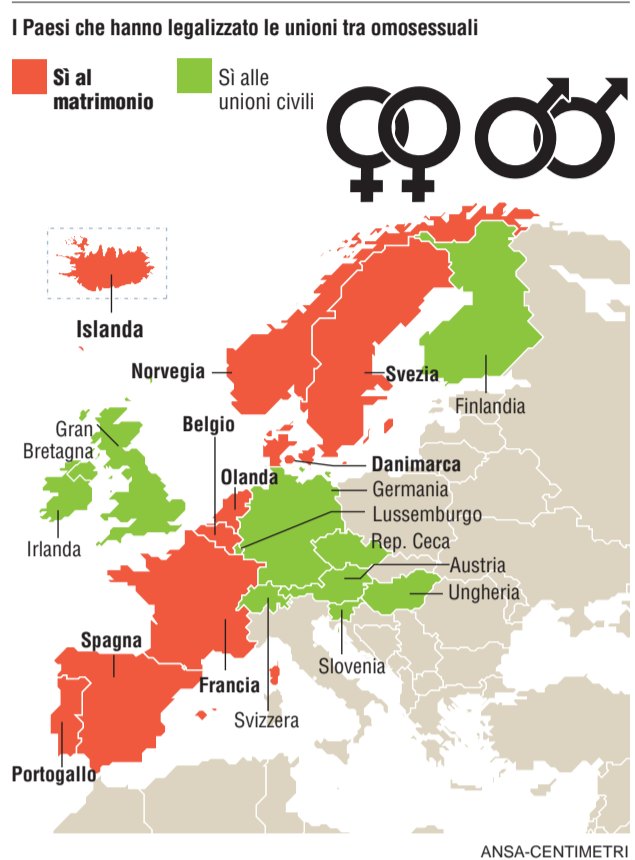 I Paesi che hanno legalizzato le unioni tra omosessuali
Sì al
matrimonio
Sì alle
unioni civili
Islanda
Norvegia
Svezia
Finlandia
Gran
Bretagna
Belgio
Olanda
Danimarca
Germania
Lussemburgo
Irlanda
Rep. Ceca
Austria
Ungheria
Spagna
Slovenia
Francia
Svizzera
Portogallo
ANSA-CENTIMETRI